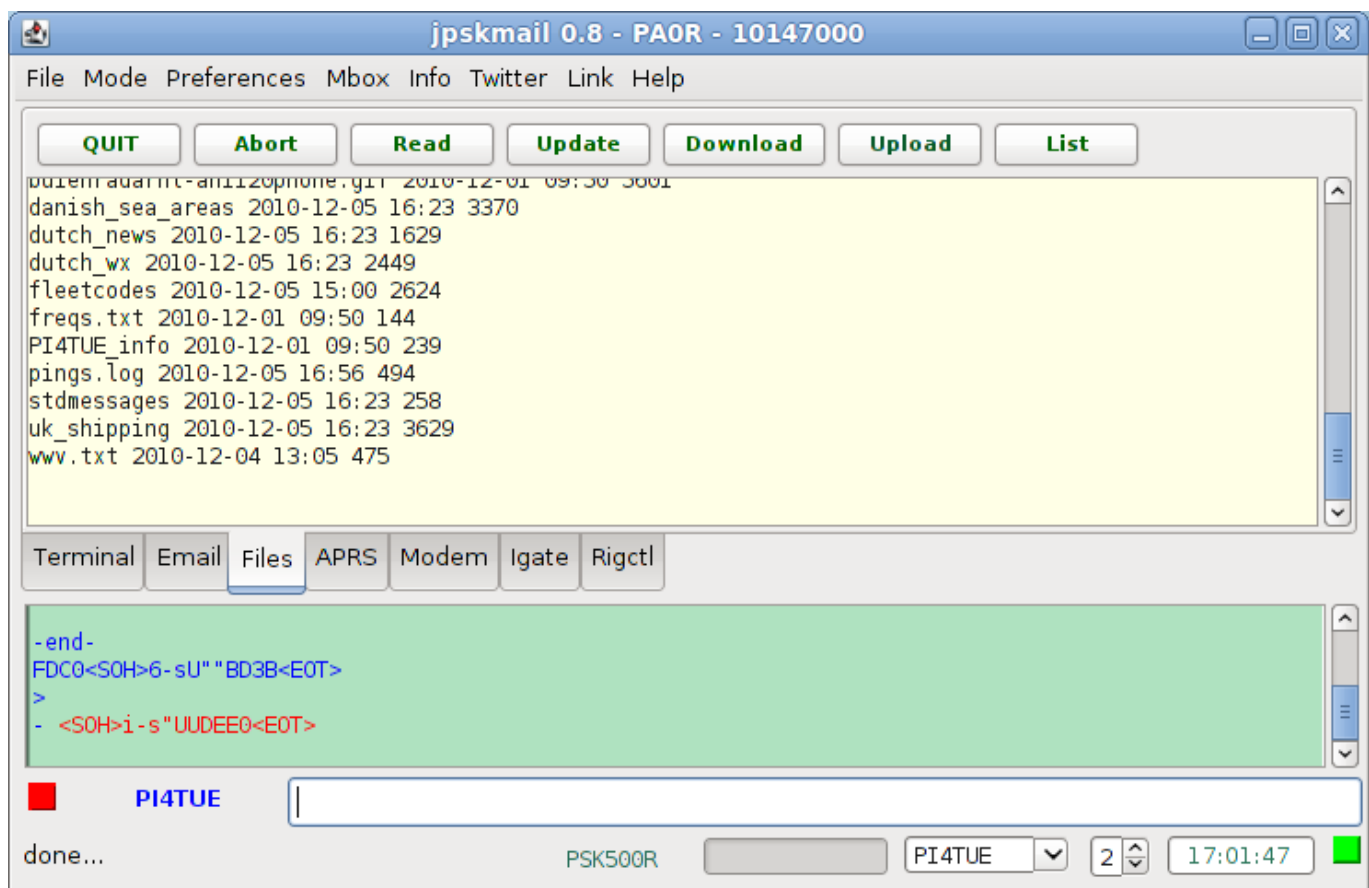 jpskmail 0.8 - PA0R - 10147000
File Mode Preferences Mbox Info Twitter Link Help
QUIT Abort Read Update Download Upload List
2010-12-01 09:50 3601
danish_sea_areas 2010-12-05 16:23 3370
dutch_news 2010-12-05 16:23 1629
dutch_wx 2010-12-05 16:23 2449
fleetcodes 2010-12-05 15:00 2624
freqs.txt 2010-12-01 09:50 144
PI4TUE_info 2010-12-01 09:50 239
pings.log 2010-12-05 16:56 494
stdmessages 2010-12-05 16:23 258
uk_shipping 2010-12-05 16:23 3629
wwv.txt 2010-12-04 13:05 475
Terminal Email Files APRS Modem Igate Rigctl
-end-
FDC0<SOH>6-sU""BD3B<EOT>
>
- <SOH>i-s"UUDEE0<EOT>
PI4TUE
done... PSK500R PI4TUE 2 17:01:47